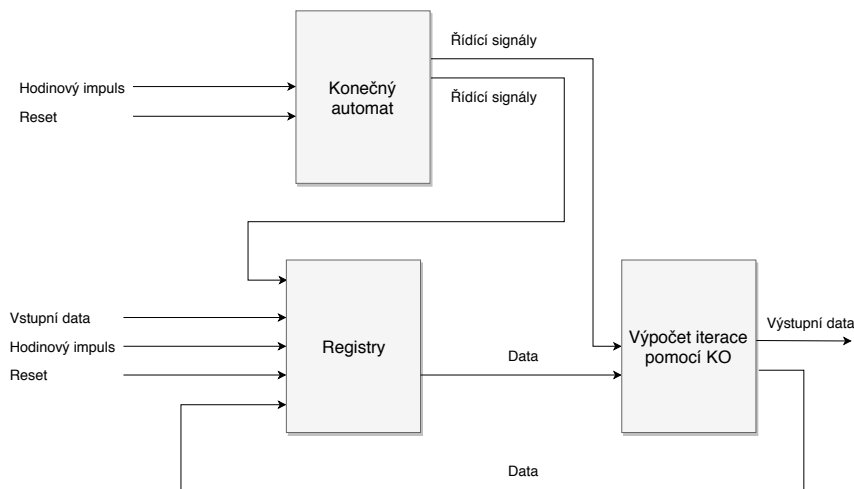 Řídící signály
Hodinový impuls
Konečný
automat
Řídící signály
Reset
Vstupní data
Hodinový impuls
Reset
Registry
Data
Výpočet iterace
pomocí KO
Výstupní data
Data